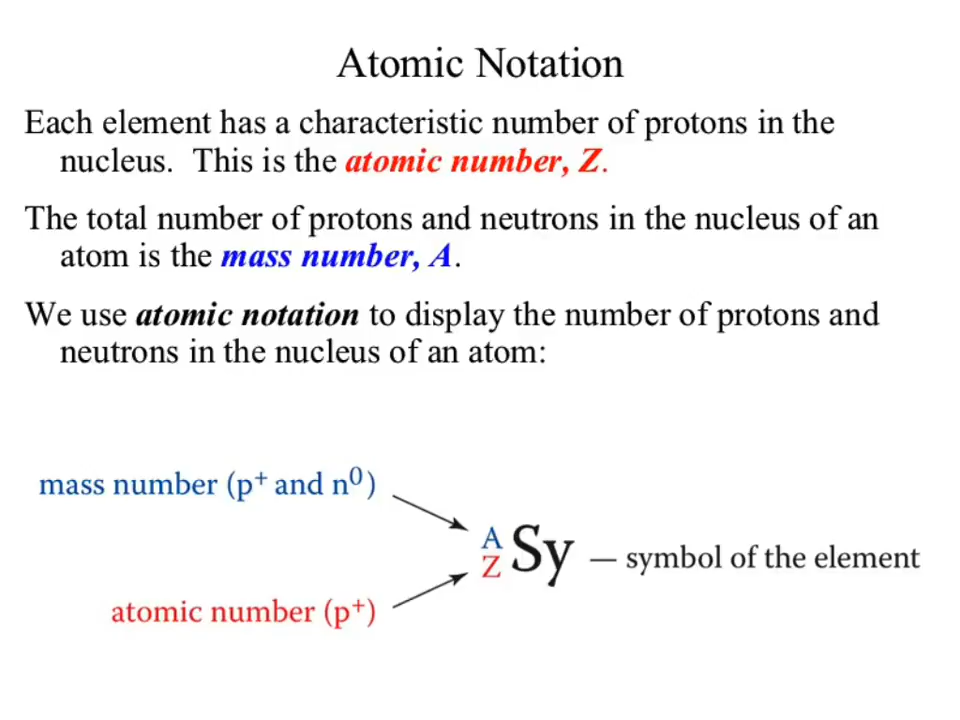 Atomic Notation
Each element has a characteristic number of protons in the
nucleus. This is the atomic number, Z.
The total number of protons and neutrons in the nucleus of an
atom is the mass number, A.
We use atomic notation to display the number of protons and
neutrons in the nucleus of an atom:
mass number (p⁺ and n⁰)
A
Z
Sy — symbol of the element
atomic number (p⁺)